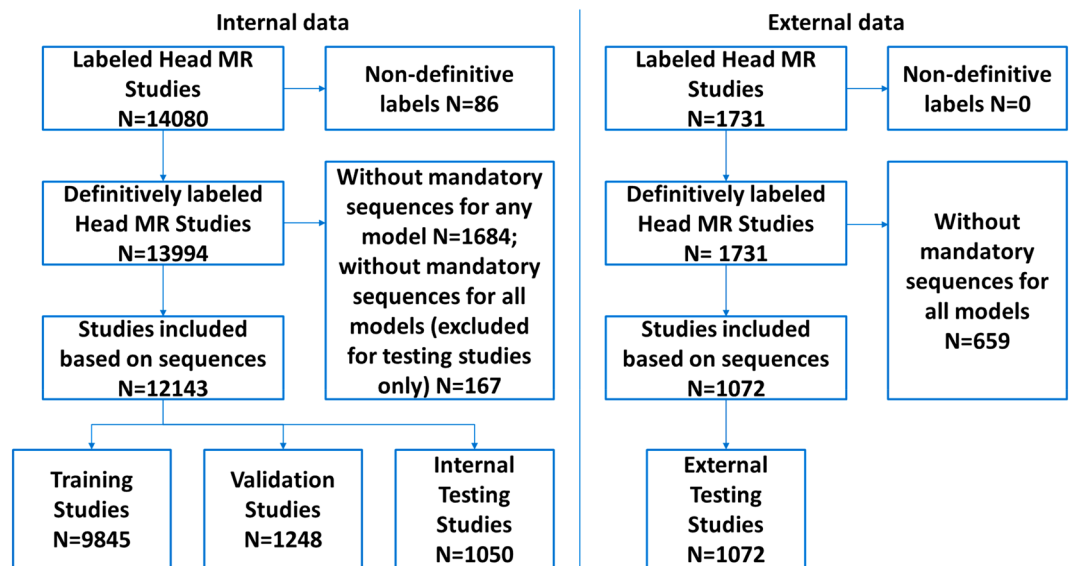 Internal data
Labeled Head MR
Studies
N=14080
Non-definitive
labels N=86
Definitively labeled
Head MR Studies
N=13994
Without mandatory
sequences for any
model N=1684;
without mandatory
sequences for all
models (excluded
for testing studies
only) N=167
Studies included
based on sequences
N=12143
Training
Studies
N=9845
Validation
Studies
N=1248
Internal
Testing
Studies
N=1050
External data
Labeled Head MR
Studies
N=1731
Non-definitive
labels N=0
Definitively labeled
Head MR Studies
N= 1731
Without
mandatory
sequences for
all models
N=659
Studies included
based on sequences
N=1072
External
Testing
Studies
N=1072